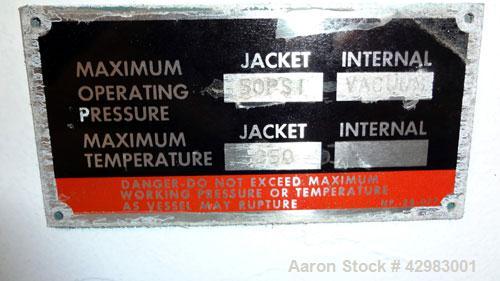 JACKET INTERNAL
MAXIMUM
OPERATING 50PSI VACUUM
PRESSURE
JACKET INTERNAL
MAXIMUM
TEMPERATURE
DANGER-DO NOT EXCEED MAXIMUM
WORKING PRESSURE OR TEMPERATURE
AS VESSEL MAY RUPTURE
Aaron Stock # 42983001